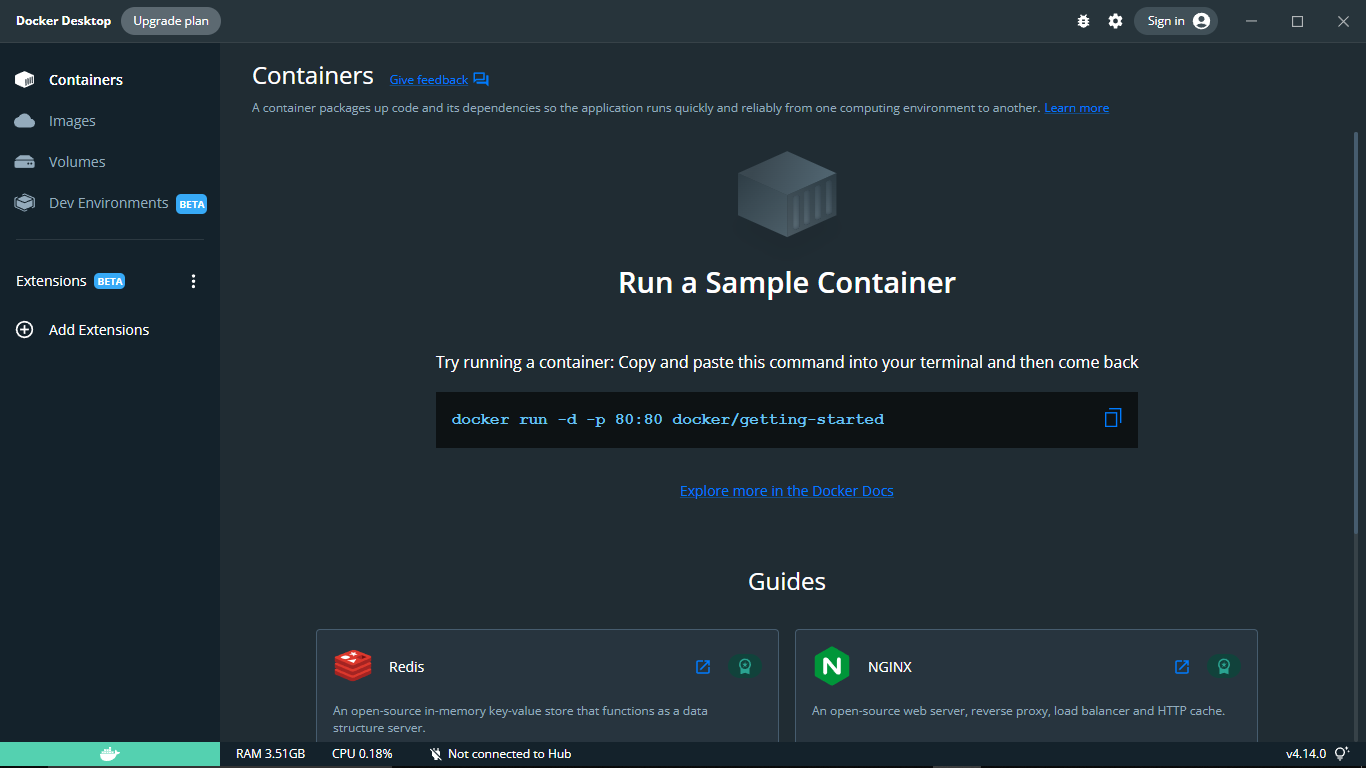 Docker Desktop Upgrade plan Sign in
Containers
Images
Volumes
Dev Environments BETA
Extensions BETA
Add Extensions
Containers Give feedback
A container packages up code and its dependencies so the application runs quickly and reliably from one computing environment to another. Learn more
Run a Sample Container
Try running a container: Copy and paste this command into your terminal and then come back
docker run -d -p 80:80 docker/getting-started
Explore more in the Docker Docs
Guides
Redis
An open-source in-memory key-value store that functions as a data
structure server.
N NGINX
An open-source web server, reverse proxy, load balancer and HTTP cache.
RAM 3.51GB CPU 0.18% Not connected to Hub v4.14.0